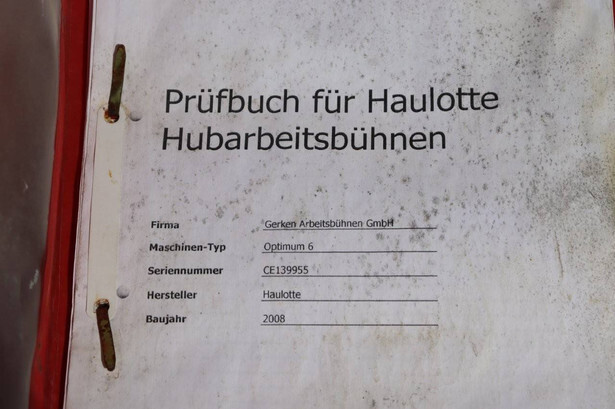 Prüfbuch für Haulotte
Hubarbeitsbühnen
Firma Gerken Arbeitsbühnen GmbH
Maschinen-Typ Optimum 6
Seriennummer CE139955
Hersteller Haulotte
Baujahr 2008